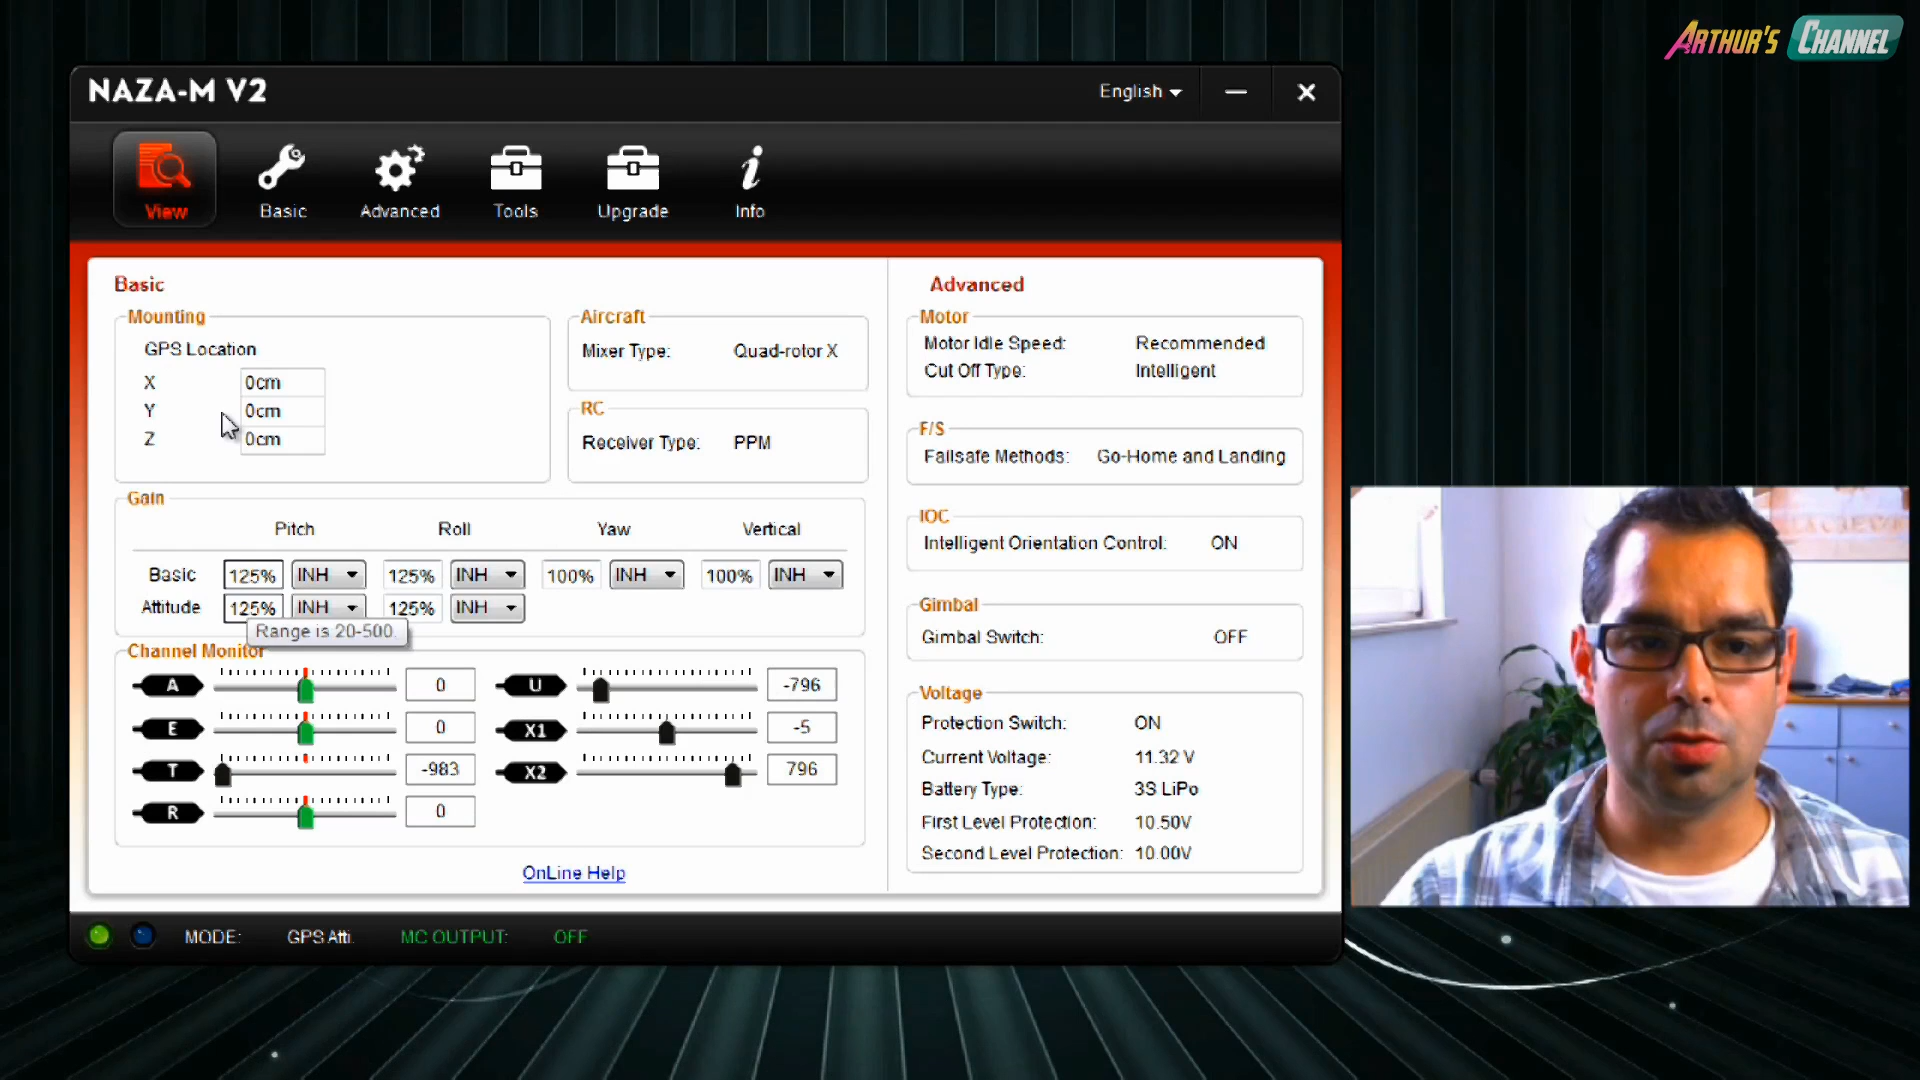 ARTHUR'S CHANNEL
NAZA-M V2
English
View
Basic
Advanced
Tools
Upgrade
Info
Basic
Mounting
GPS Location
X 0cm
Y 0cm
Z 0cm
Aircraft
Mixer Type: Quad-rotor X
RC
Receiver Type: PPM
Gain
Pitch Roll Yaw Vertical
Basic 125% INH 125% INH 100% INH 100% INH
Attitude 125% INH 125% INH
Range is 20-500.
Channel Monitor
A 0
E 0
T -983
R 0
U -796
X1 -5
X2 796
OnLine Help
Advanced
Motor
Motor Idle Speed: Recommended
Cut Off Type: Intelligent
F/S
Failsafe Methods: Go-Home and Landing
IOC
Intelligent Orientation Control: ON
Gimbal
Gimbal Switch: OFF
Voltage
Protection Switch: ON
Current Voltage: 11.32 V
Battery Type: 3S LiPo
First Level Protection: 10.50V
Second Level Protection: 10.00V
MODE: GPS Atti. MC OUTPUT: OFF